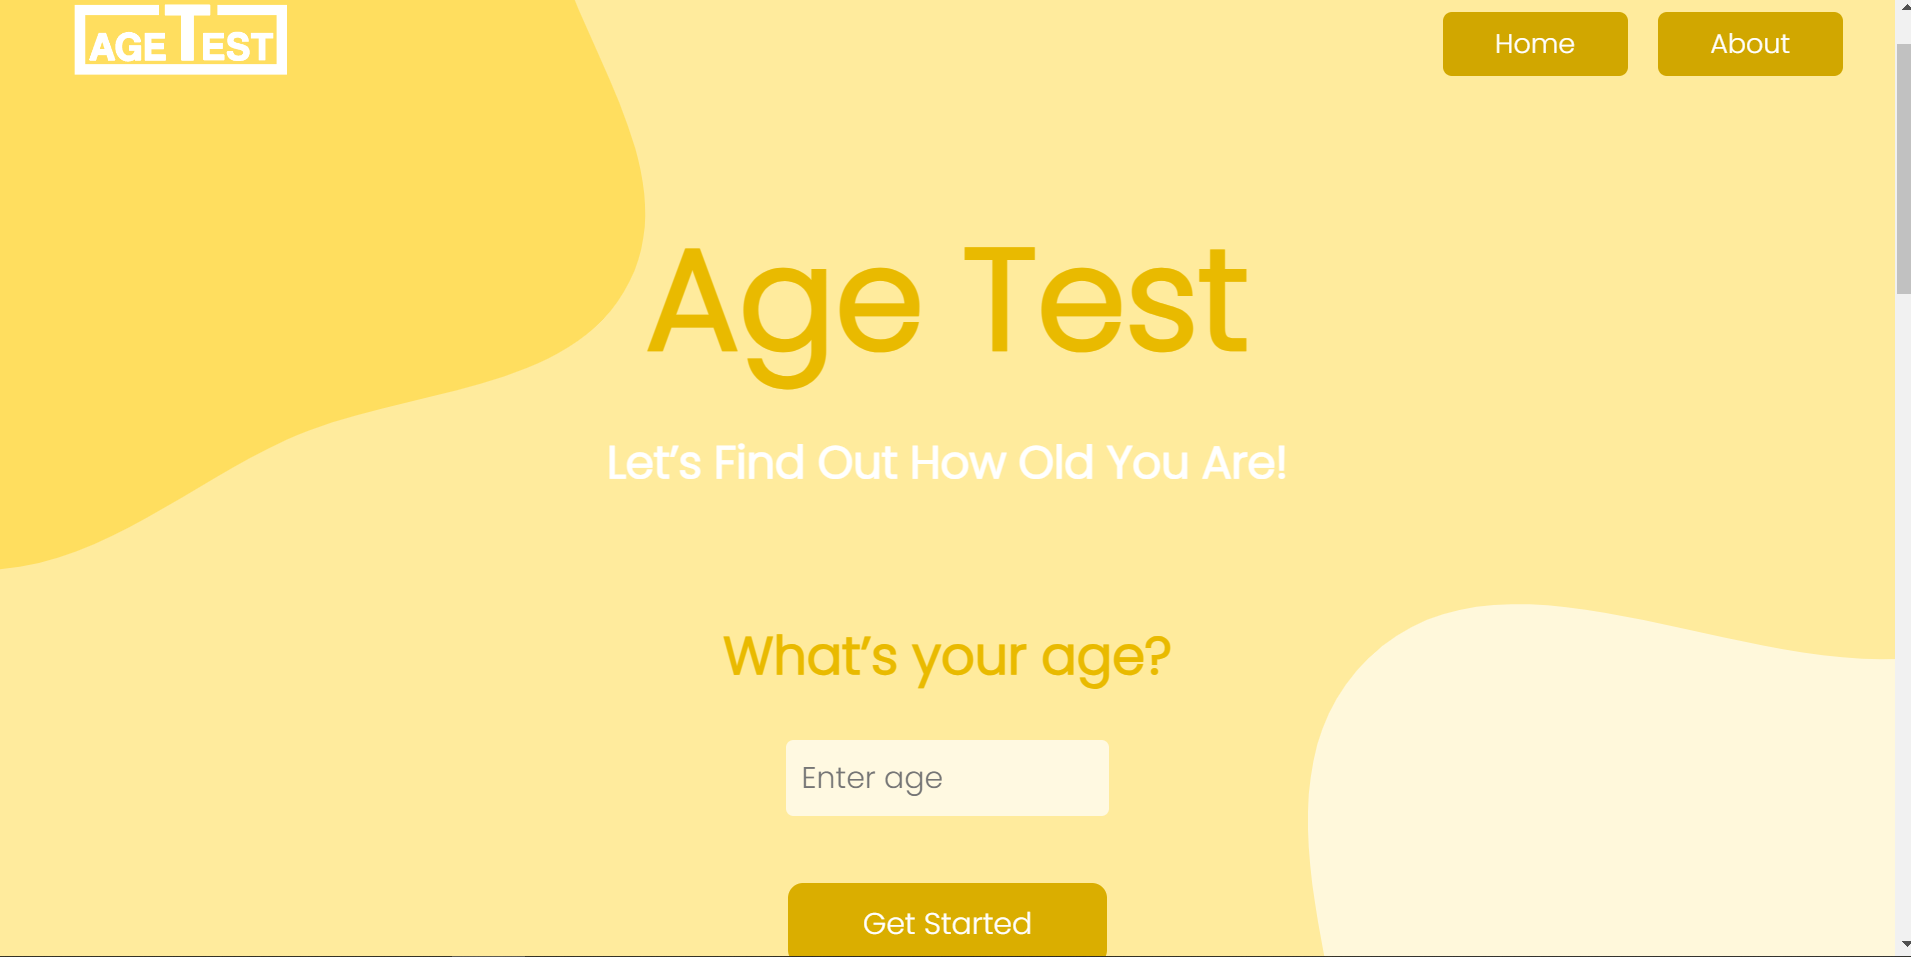 AGE TEST
Home
About
Age Test
Let's Find Out How Old You Are!
What's your age?
Enter age
Get Started